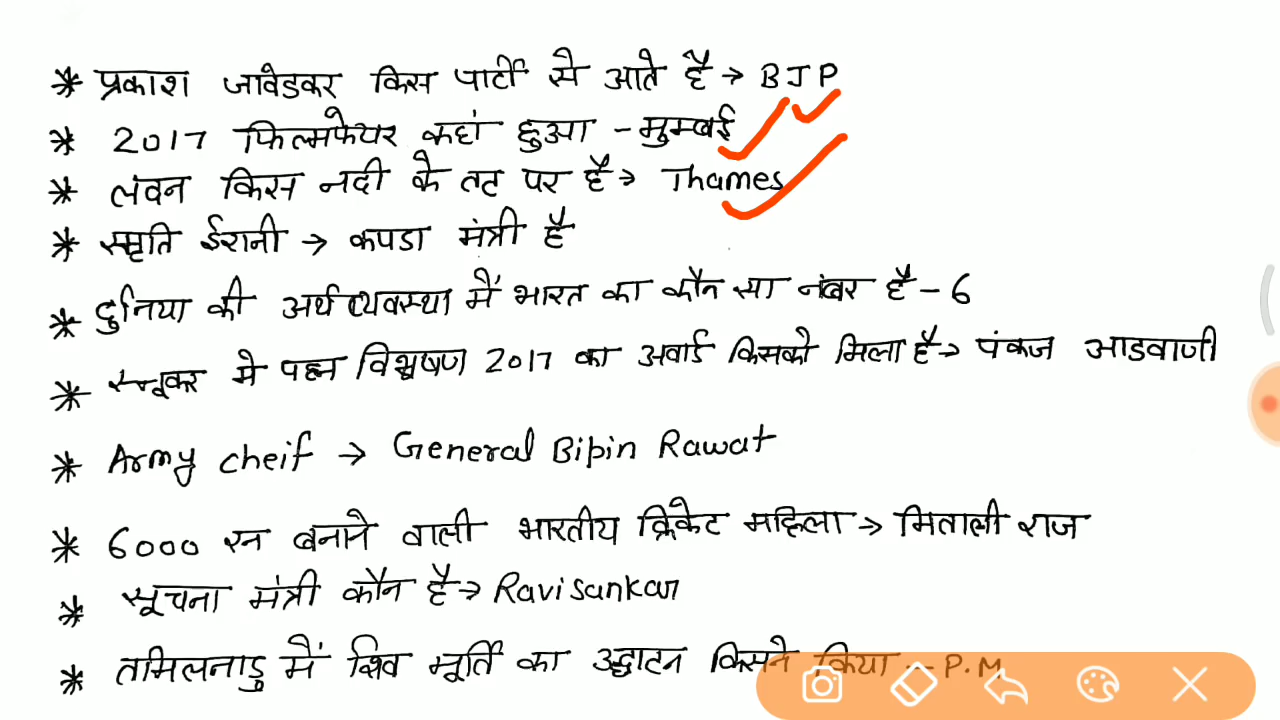 * प्रकाश जावेडकर किस पार्टी से आते है → BJP
* 2017 फिल्मफेयर कहां हुआ - मुम्बई
* लंदन किस नदी के तट पर है → Thames
* स्मृति ईरानी → कपडा मंत्री है
* दुनिया की अर्थव्यवस्था में भारत का कौन सा नंबर है - 6
* स्नूकर मे पद्म विभूषण 2017 का अवार्ड किसको मिला है → पंकज आडवाणी
* Army cheif → General Bipin Rawat
* 6000 रन बनाने वाली भारतीय क्रिकेट महिला → मिताली राज
* सूचना मंत्री कौन है → Ravisankar
* तमिलनाडु में शिव मूर्ति का उद्घाटन किसने किया - P.M.